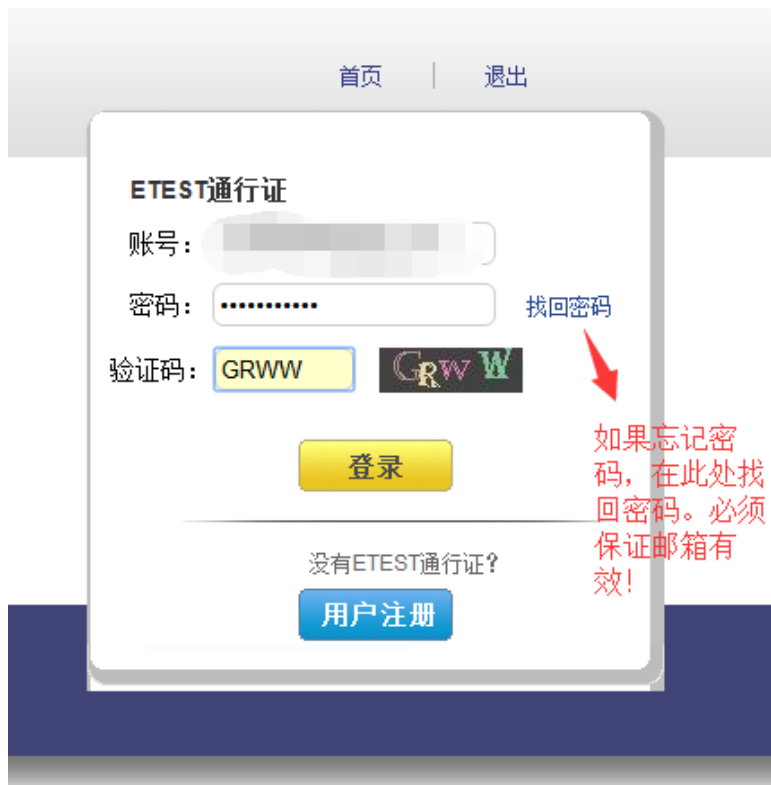 首页 | 退出
ETEST通行证
账号：
密码： ••••••••••• 找回密码
验证码： GRWW GRWW
登录
如果忘记密
码，在此处找
回密码。必须
保证邮箱有
效！
没有ETEST通行证？
用户注册